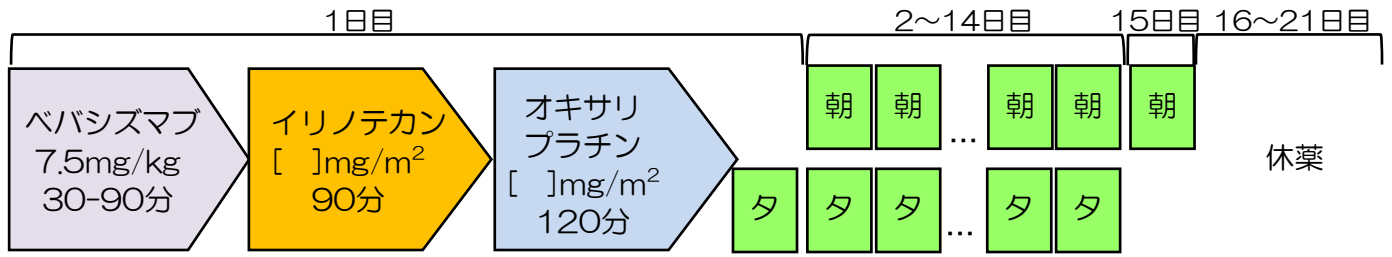 1日目
2～14日目
15日目
16～21日目
ベバシズマブ
7.5mg/kg
30-90分
イリノテカン
[ ]mg/m²
90分
オキサリ
プラチン
[ ]mg/m²
120分
朝 朝 ... 朝 朝 朝
夕 夕 夕 ... 夕 夕
休薬